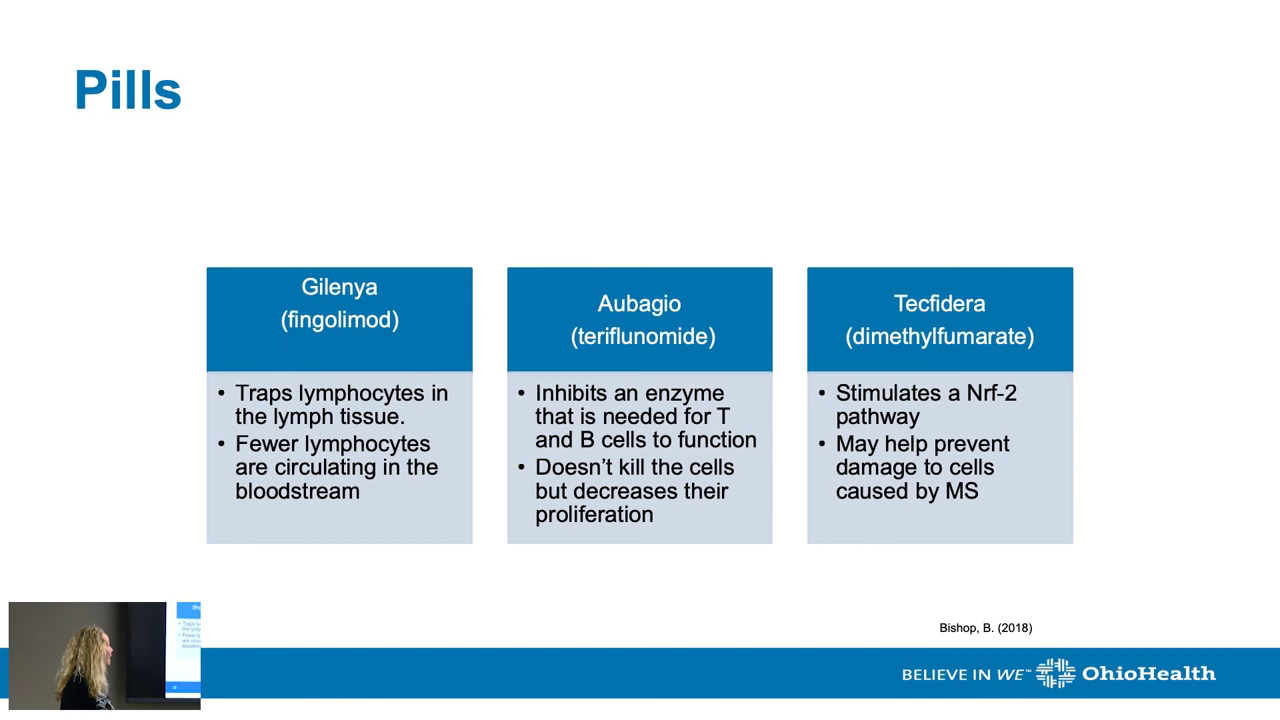 Pills
Gilenya
(fingolimod)
• Traps lymphocytes in
the lymph tissue.
• Fewer lymphocytes
are circulating in the
bloodstream
Aubagio
(teriflunomide)
• Inhibits an enzyme
that is needed for T
and B cells to function
• Doesn’t kill the cells
but decreases their
proliferation
Tecfidera
(dimethylfumarate)
• Stimulates a Nrf-2
pathway
• May help prevent
damage to cells
caused by MS
Bishop, B. (2018)
BELIEVE IN WE™ OhioHealth